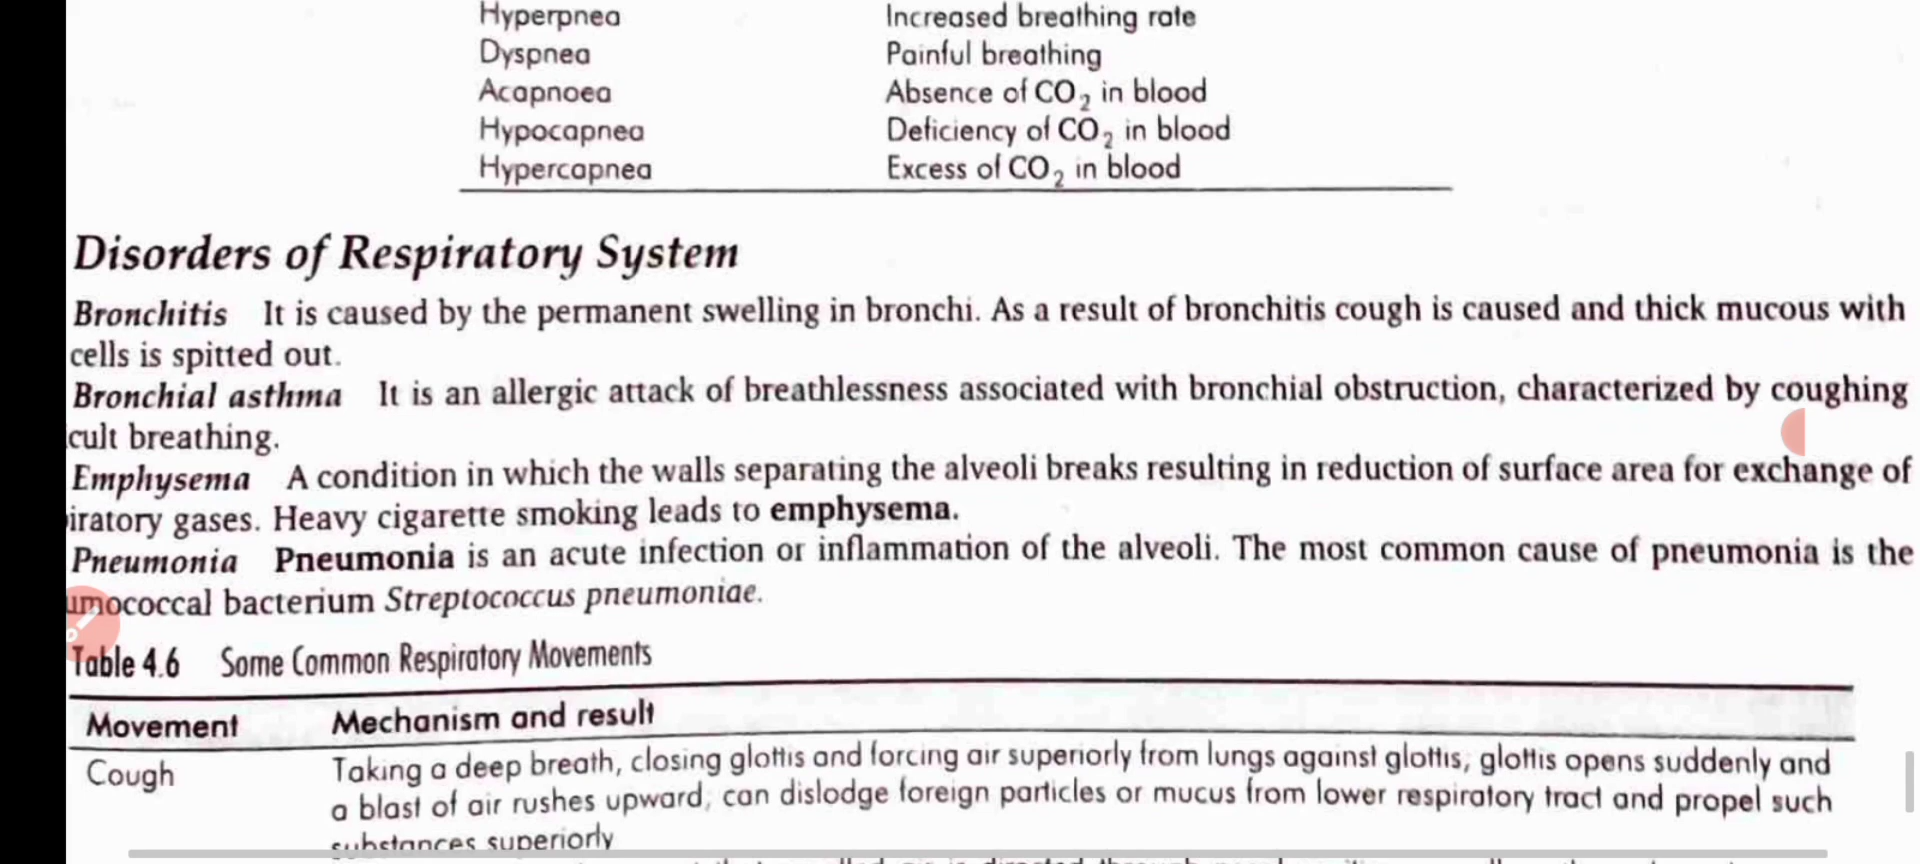 Hyperpnea Increased breathing rate
Dyspnea Painful breathing
Acapnoea Absence of CO₂ in blood
Hypocapnea Deficiency of CO₂ in blood
Hypercapnea Excess of CO₂ in blood
Disorders of Respiratory System
Bronchitis It is caused by the permanent swelling in bronchi. As a result of bronchitis cough is caused and thick mucous with
cells is spitted out.
Bronchial asthma It is an allergic attack of breathlessness associated with bronchial obstruction, characterized by coughing
cult breathing.
Emphysema A condition in which the walls separating the alveoli breaks resulting in reduction of surface area for exchange of
iratory gases. Heavy cigarette smoking leads to emphysema.
Pneumonia Pneumonia is an acute infection or inflammation of the alveoli. The most common cause of pneumonia is the
umococcal bacterium Streptococcus pneumoniae.
Table 4.6 Some Common Respiratory Movements
Movement Mechanism and result
Cough Taking a deep breath, closing glottis and forcing air superiorly from lungs against glottis; glottis opens suddenly and
a blast of air rushes upward; can dislodge foreign particles or mucus from lower respiratory tract and propel such
substances superiorly